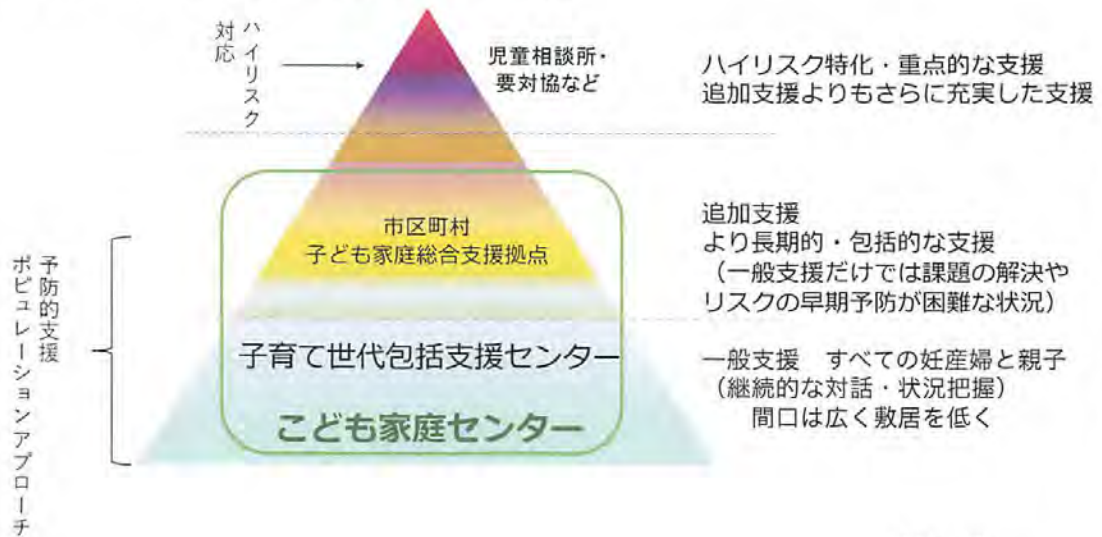 ハイリスク
対応
児童相談所・
要対協など
ハイリスク特化・重点的な支援
追加支援よりもさらに充実した支援
市区町村
子ども家庭総合支援拠点
追加支援
より長期的・包括的な支援
（一般支援だけでは課題の解決や
リスクの早期予防が困難な状況）
予防的支援
ポピュレーションアプローチ
子育て世代包括支援センター
こども家庭センター
一般支援　すべての妊産婦と親子
（継続的な対話・状況把握）
間口は広く敷居を低く